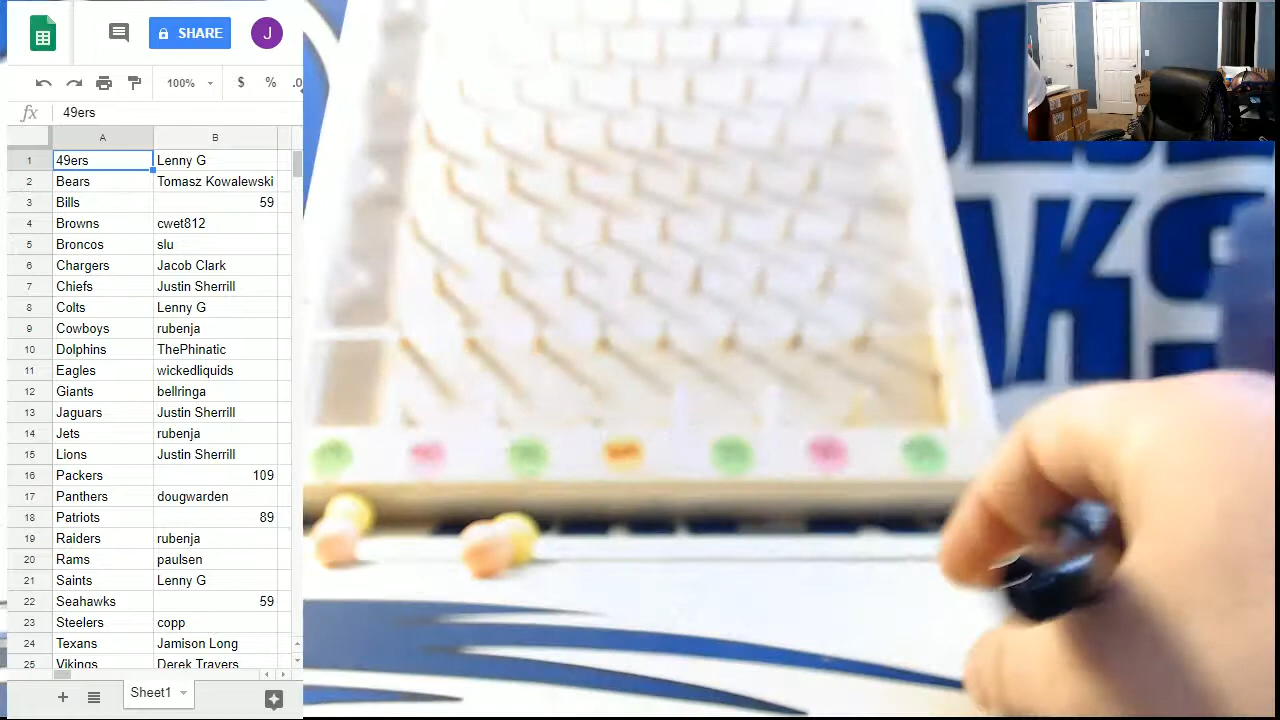 SHARE
J
100%
$
%
.0
fx
49ers
A
B
1 49ers Lenny G
2 Bears Tomasz Kowalewski
3 Bills 59
4 Browns cwet812
5 Broncos slu
6 Chargers Jacob Clark
7 Chiefs Justin Sherrill
8 Colts Lenny G
9 Cowboys rubenja
10 Dolphins ThePhinatic
11 Eagles wickedliquids
12 Giants bellringa
13 Jaguars Justin Sherrill
14 Jets rubenja
15 Lions Justin Sherrill
16 Packers 109
17 Panthers dougwarden
18 Patriots 89
19 Raiders rubenja
20 Rams paulsen
21 Saints Lenny G
22 Seahawks 59
23 Steelers copp
24 Texans Jamison Long
25 Vikings Derek Travers
Sheet1